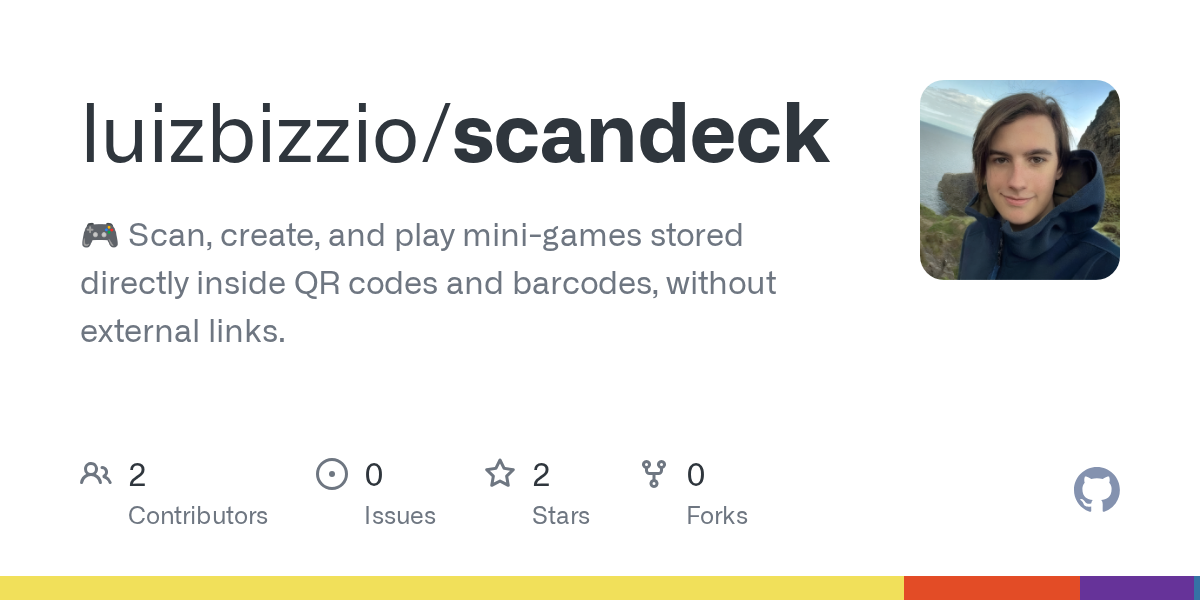 luizbizzio/scandeck
🎮 Scan, create, and play mini-games stored
directly inside QR codes and barcodes, without
external links.
2 0 2 0
Contributors Issues Stars Forks